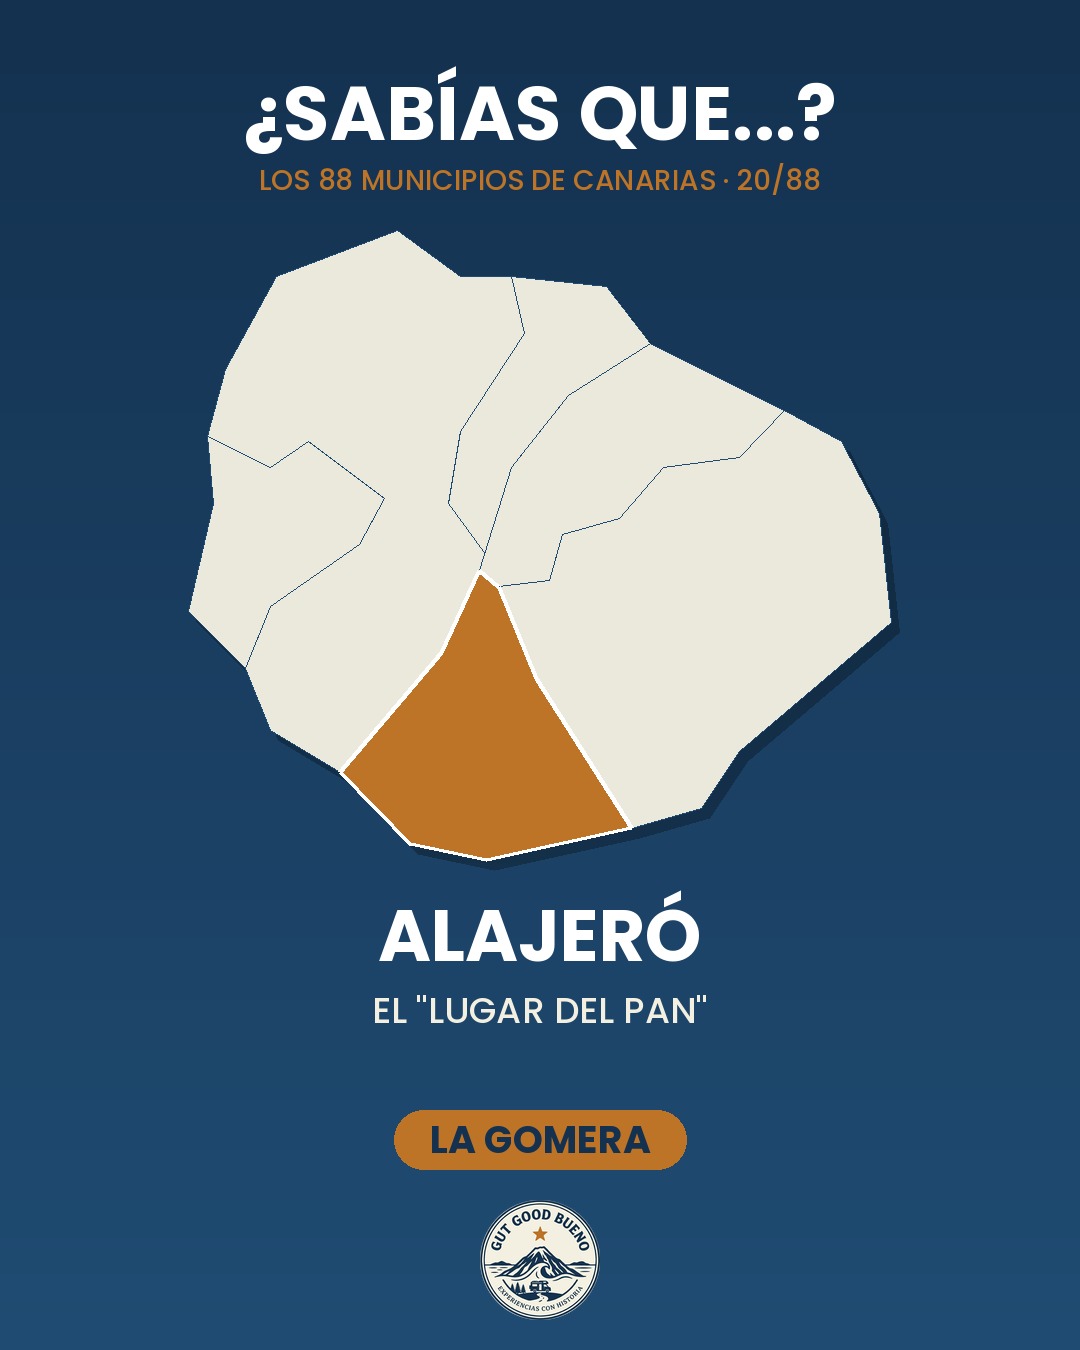 ¿SABÍAS QUE...?
LOS 88 MUNICIPIOS DE CANARIAS · 20/88
ALAJERÓ
EL "LUGAR DEL PAN"
LA GOMERA
GUT GOOD BUENO
EXPERIENCIAS CON HISTORIA